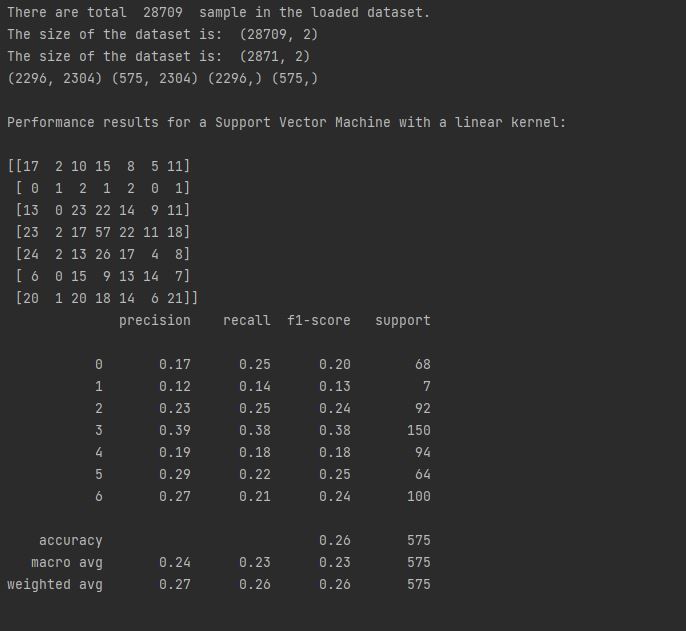 There are total  28709  sample in the loaded dataset.
The size of the dataset is:  (28709, 2)
The size of the dataset is:  (2871, 2)
(2296, 2304) (575, 2304) (2296,) (575,)
Performance results for a Support Vector Machine with a linear kernel:
[[17  2 10 15  8  5 11]
 [ 0  1  2  1  2  0  1]
 [13  0 23 22 14  9 11]
 [23  2 17 57 22 11 18]
 [24  2 13 26 17  4  8]
 [ 6  0 15  9 13 14  7]
 [20  1 20 18 14  6 21]]
              precision    recall  f1-score   support
           0       0.17      0.25      0.20        68
           1       0.12      0.14      0.13         7
           2       0.23      0.25      0.24        92
           3       0.39      0.38      0.38       150
           4       0.19      0.18      0.18        94
           5       0.29      0.22      0.25        64
           6       0.27      0.21      0.24       100
    accuracy                           0.26       575
   macro avg       0.24      0.23      0.23       575
weighted avg       0.27      0.26      0.26       575